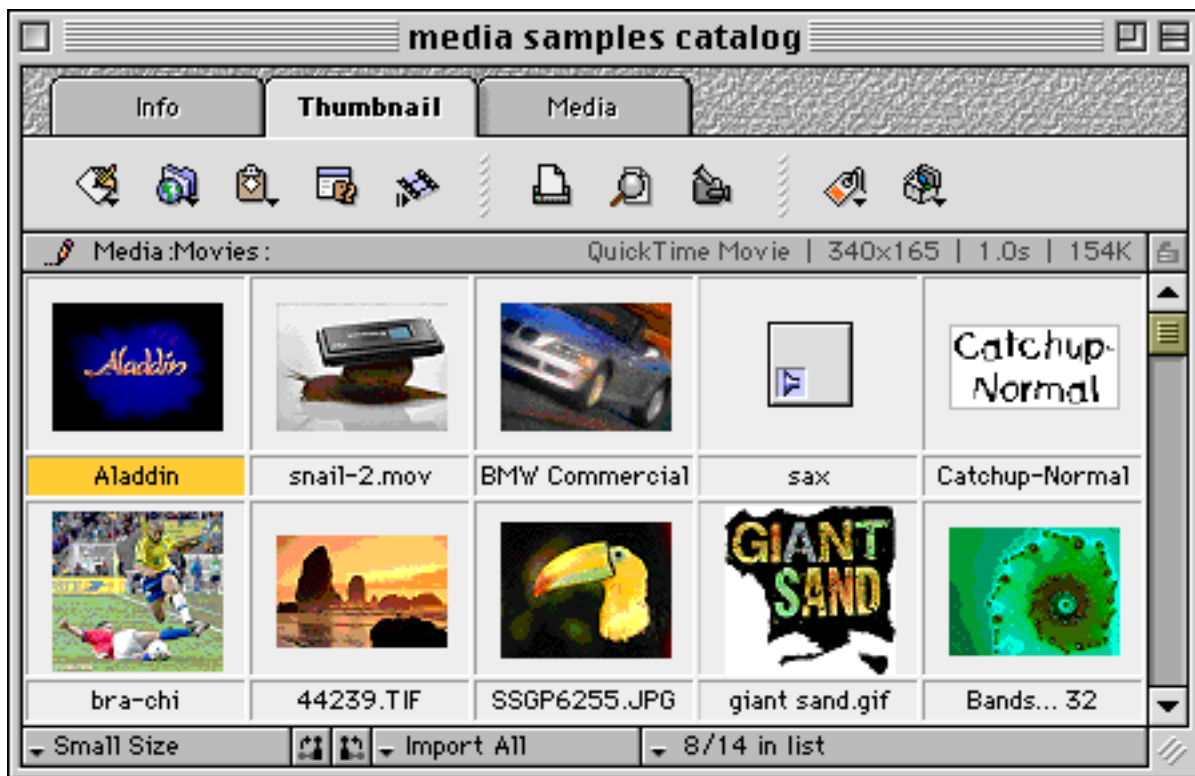 media samples catalog
Info
Thumbnail
Media
Media:Movies:
QuickTime Movie | 340x165 | 1.0s | 154K
Aladdin
Catchup-
Normal
Aladdin
snail-2.mov
BMW Commercial
sax
Catchup-Normal
GIANT
SAND
bra-chi
44239.TIF
SSGP6255.JPG
giant sand.gif
Bands... 32
Small Size
Import All
8/14 in list